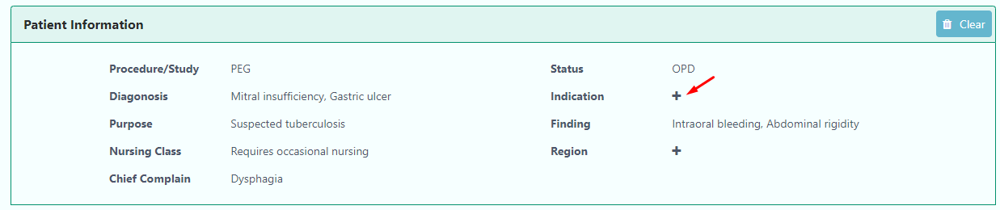 Patient Information
Clear
Procedure/Study PEG Status OPD
Diagonosis Mitral insufficiency, Gastric ulcer Indication +
Purpose Suspected tuberculosis Finding Intraoral bleeding, Abdominal rigidity
Nursing Class Requires occasional nursing Region +
Chief Complain Dysphagia